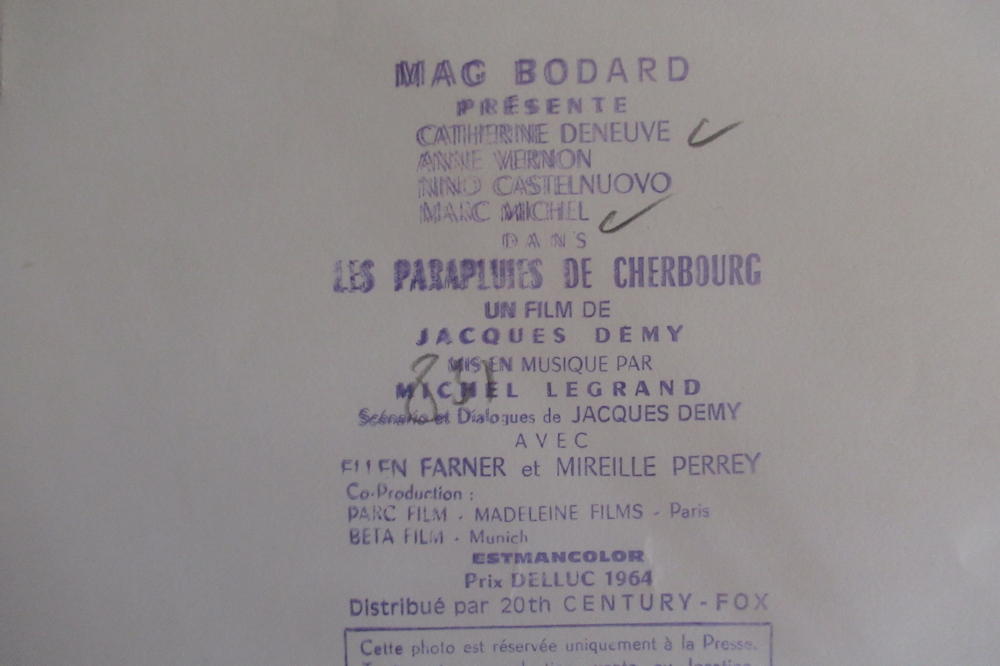 MAG BODARD
PRÉSENTE
CATHERINE DENEUVE
ANNE VERNON
NINO CASTELNUOVO
MARC MICHEL
DANS
LES PARAPLUIES DE CHERBOURG
UN FILM DE
JACQUES DEMY
MIS EN MUSIQUE PAR
MICHEL LEGRAND
Scénario et Dialogues de JACQUES DEMY
AVEC
ELLEN FARNER et MIREILLE PERREY
Co-Production :
PARC FILM - MADELEINE FILMS - Paris
BETA FILM - Munich
ESTMANCOLOR
Prix DELLUC 1964
Distribué par 20th CENTURY-FOX
Cette photo est réservée uniquement à la Presse.